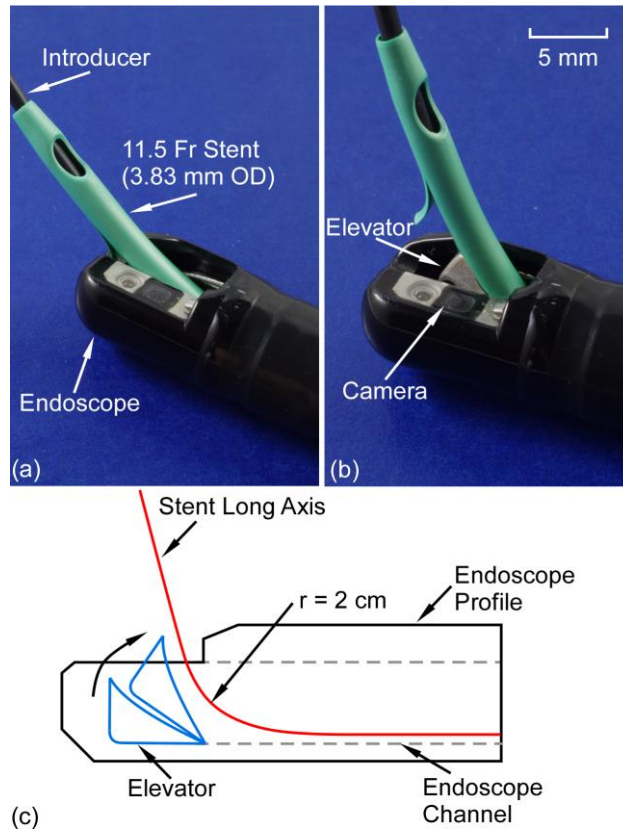 Introducer
11.5 Fr Stent
(3.83 mm OD)
Endoscope
(a)
5 mm
Elevator
Camera
(b)
Stent Long Axis
r = 2 cm
Endoscope
Profile
Elevator
Endoscope
Channel
(c)